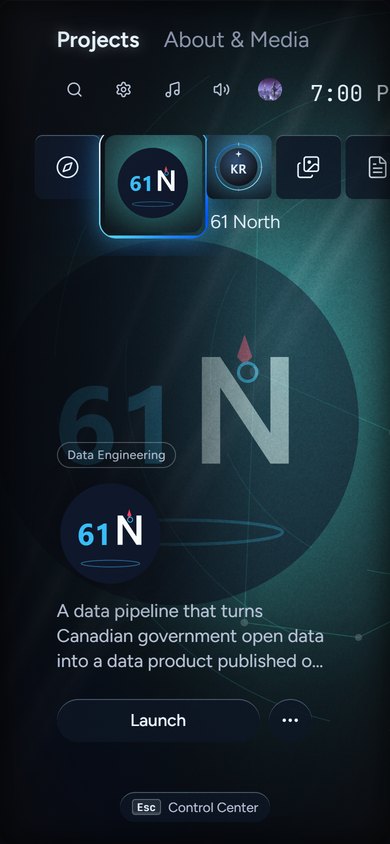 Projects About & Media
7:00 P
61 N
KR
61 North
61 N
Data Engineering
61 N
A data pipeline that turns
Canadian government open data
into a data product published o...
Launch
Esc Control Center